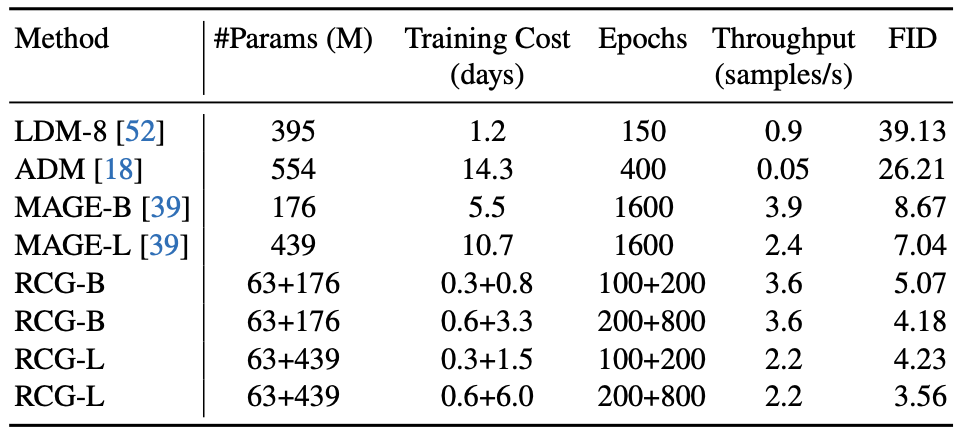 Method #Params (M) Training Cost Epochs Throughput FID
(days) (samples/s)
LDM-8 [52] 395 1.2 150 0.9 39.13
ADM [18] 554 14.3 400 0.05 26.21
MAGE-B [39] 176 5.5 1600 3.9 8.67
MAGE-L [39] 439 10.7 1600 2.4 7.04
RCG-B 63+176 0.3+0.8 100+200 3.6 5.07
RCG-B 63+176 0.6+3.3 200+800 3.6 4.18
RCG-L 63+439 0.3+1.5 100+200 2.2 4.23
RCG-L 63+439 0.6+6.0 200+800 2.2 3.56